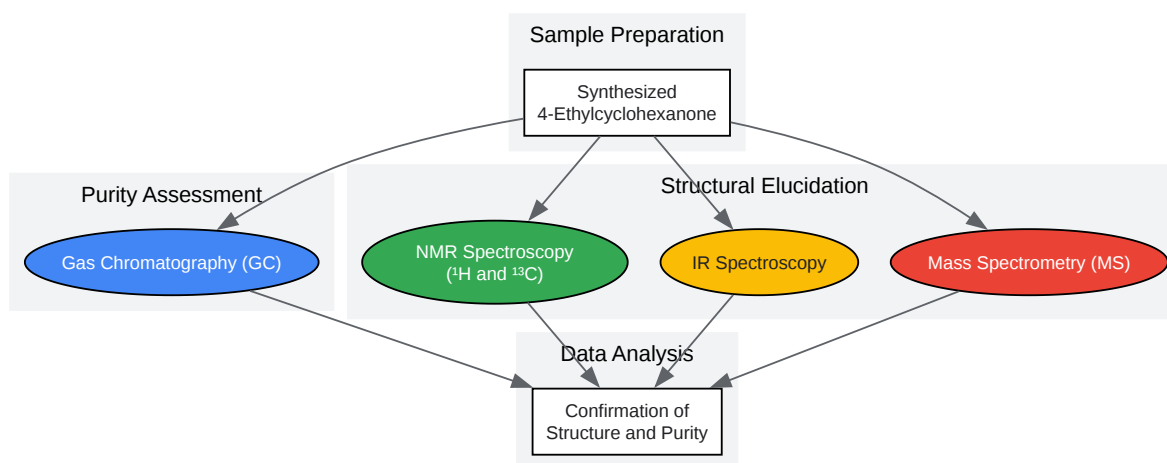 Sample Preparation
Synthesized
4-Ethylcyclohexanone
Purity Assessment
Structural Elucidation
Gas Chromatography (GC)
NMR Spectroscopy
(¹H and ¹³C)
IR Spectroscopy
Mass Spectrometry (MS)
Data Analysis
Confirmation of
Structure and Purity